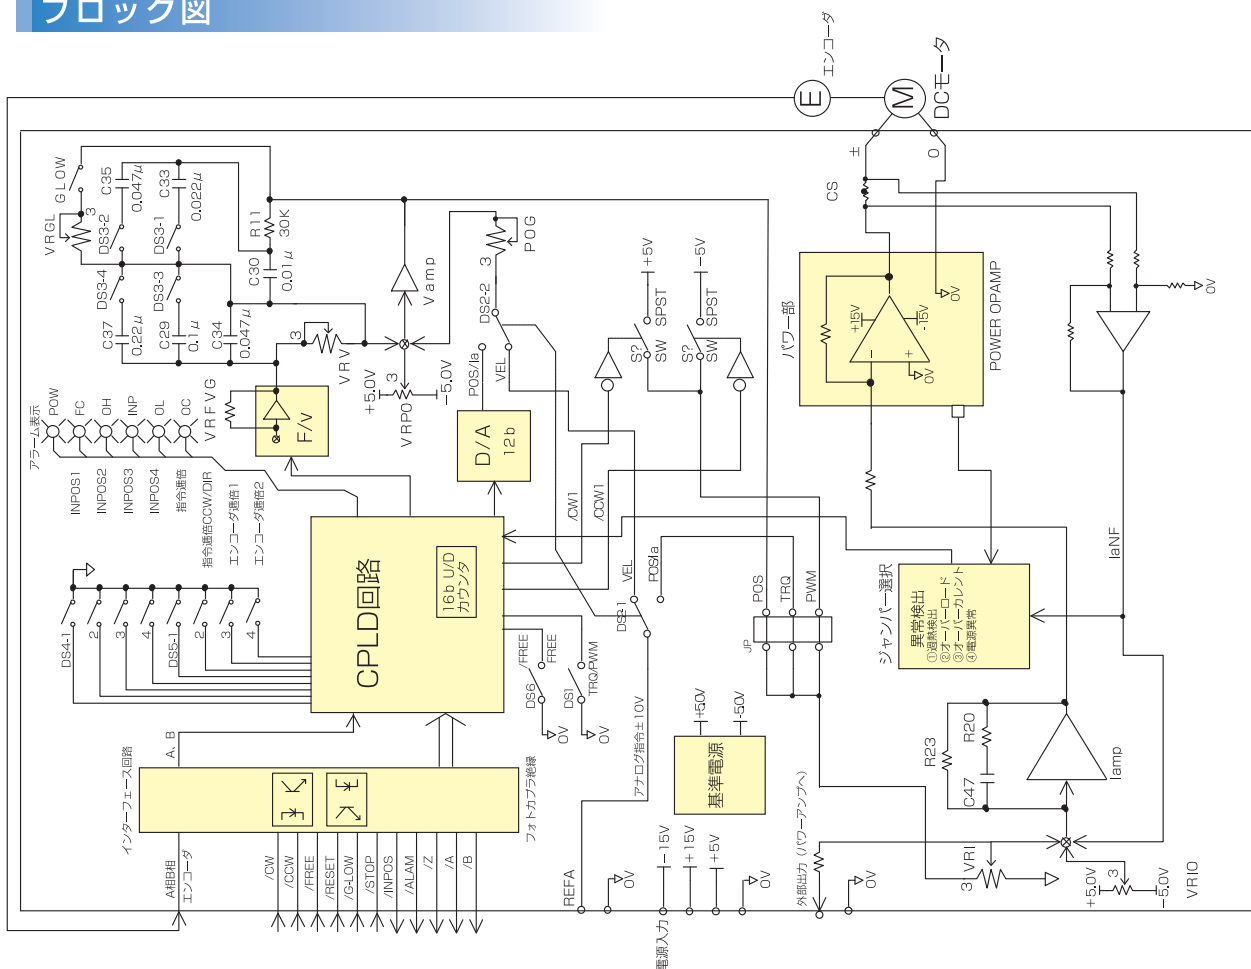 ブロック図
エンコーダ
E
M
DCモータ
±
0
CS
パワー部
+15V
-15V
0V
0V
POWER OPAMP
0V
VRGL
3
GLOW
C35
0.047μ
C33
0.022μ
DS3-2
DS3-1
R11
30K
DS3-4
DS3-3
C30
0.01μ
C37
0.22μ
C29
0.1μ
C34
0.047μ
アラーム表示
POW
FC
OH
INP
OL
OC
VRFVG
F/v
3
VRV
Vamp
+5.0V
3
-5.0V
VRPO
POG
3
DS2-2
POS/Ia
VEL
+5V
-5V
SPST
SPST
S?
SW
S?
SW
D/A
12b
/CW1
/CCW1
INPOS1
INPOS2
INPOS3
INPOS4
指令逓倍
指令逓倍CCW/DIR
エンコーダ逓倍1
エンコーダ逓倍2
DS4-1
2
3
4
DS5-1
2
3
4
CPLD回路
16b U/D
カウンタ
A、B
インターフェース回路
フォトカプラ絶縁
A相B相
エンコーダ
/CW
/CCW
/FREE
/RESET
/G-LOW
/STOP
/INPOS
/ALAM
/Z
/A
/B
/FREE
FREE
DS6
DS1
TRQ/PWM
0V
0V
VEL
POSIa
DS2-1
アナログ指令±10V
REFA
0V
POS
TRQ
PWM
JP
基準電源
+5.0V
-5.0V
電源入力
-15V
+15V
+5V
0V
外部出力(パワーアンプへ)
0V
3
VRI
ジャンパー選択
異常検出
①過熱検出
②オーバーロード
③オーバーカレント
④電源異常
IaNF
R23
R20
C47
Iamp
+5.0V
3
-5.0V
VRIO